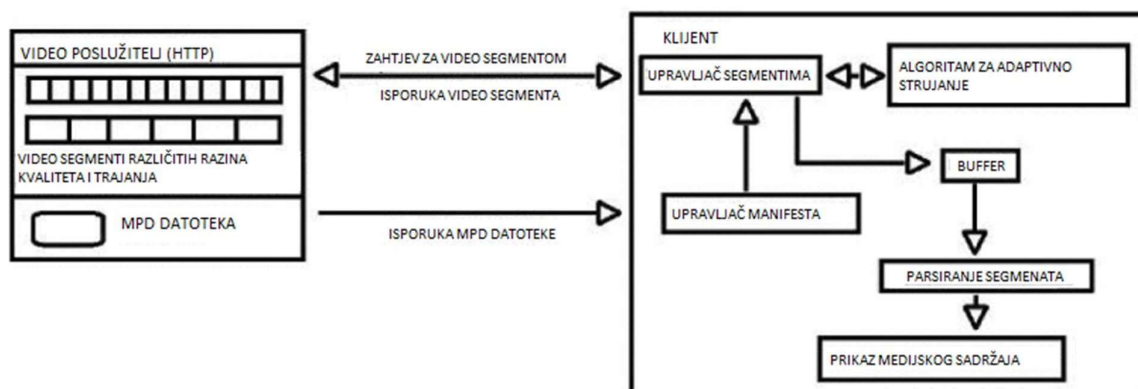 VIDEO POSLUŽITELJ (HTTP)
VIDEO SEGMENTI RAZLIČITIH RAZINA
KVALITETA I TRAJANJA
MPD DATOTEKA
ZAHTJEV ZA VIDEO SEGMENTOM
ISPORUKA VIDEO SEGMENTA
ISPORUKA MPD DATOTEKE
KLIJENT
UPRAVLJAČ SEGMENTIMA
ALGORITAM ZA ADAPTIVNO
STRUJANJE
BUFFER
UPRAVLJAČ MANIFESTA
PARSIRANJE SEGMENATA
PRIKAZ MEDIJSKOG SADRŽAJA